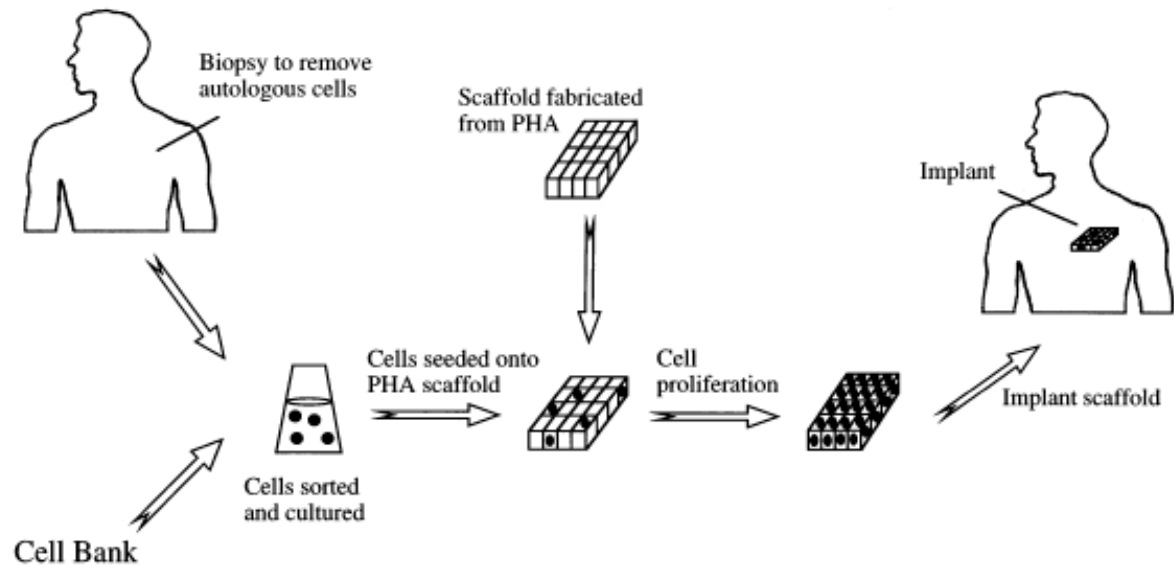 Biopsy to remove
autologous cells
Scaffold fabricated
from PHA
Implant
Cells seeded onto
PHA scaffold
Cell
proliferation
Implant scaffold
Cells sorted
and cultured
Cell Bank